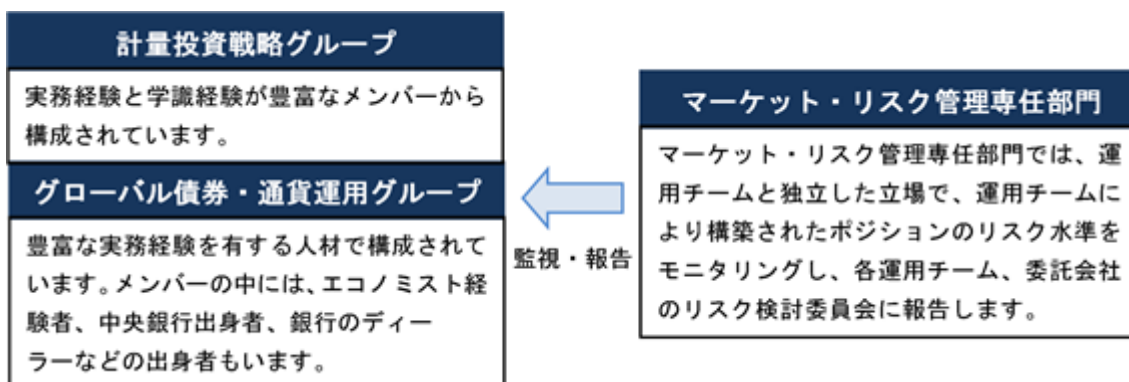 計量投資戦略グループ
実務経験と学識経験が豊富なメンバーから
構成されています。
グローバル債券・通貨運用グループ
豊富な実務経験を有する人材で構成されて
います。メンバーの中には、エコノミスト経
験者、中央銀行出身者、銀行のディー
ラーなどの出身者もいます。
監視・報告
マーケット・リスク管理専任部門
マーケット・リスク管理専任部門では、運
用チームと独立した立場で、運用チームに
より構築されたポジションのリスク水準を
モニタリングし、各運用チーム、委託会社
のリスク検討委員会に報告します。